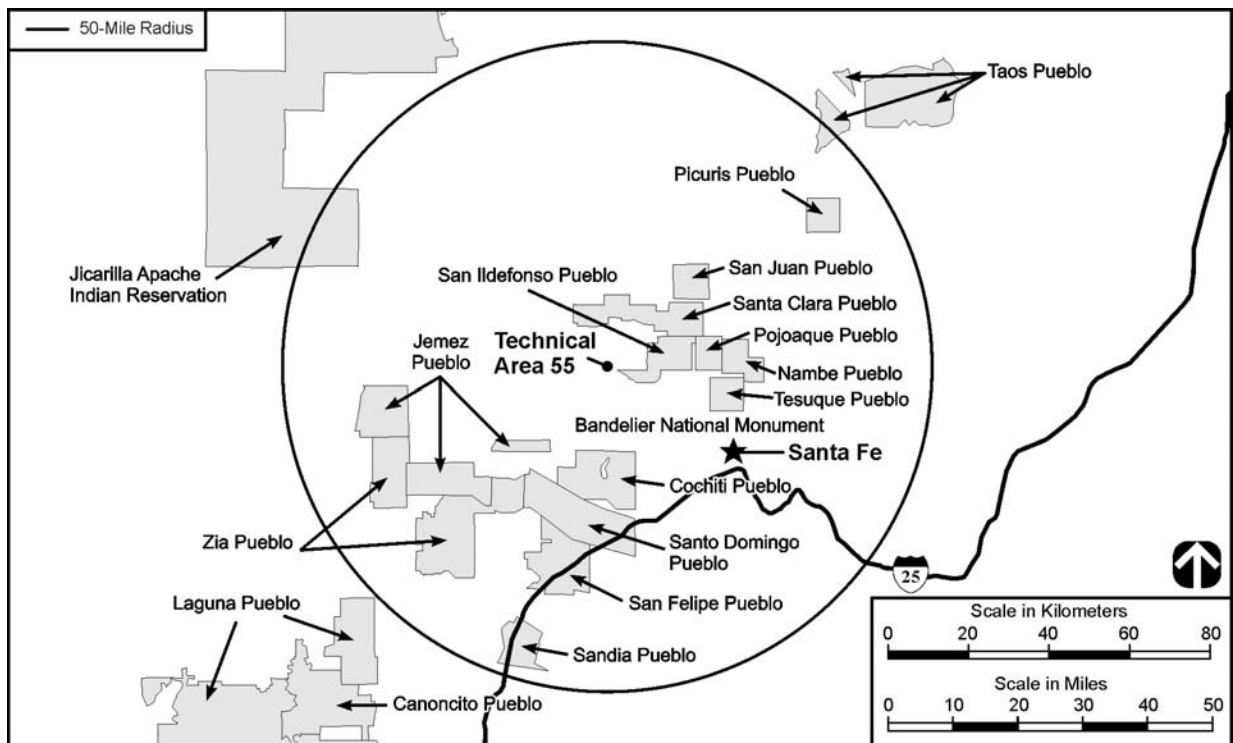 50-Mile Radius
Taos Pueblo
Picuris Pueblo
Jicarilla Apache
Indian Reservation
San Ildefonso Pueblo
San Juan Pueblo
Santa Clara Pueblo
Pojoaque Pueblo
Jemez
Pueblo
Technical
Area 55
Nambe Pueblo
Tesuque Pueblo
Bandelier National Monument
Santa Fe
Cochiti Pueblo
Zia Pueblo
Santo Domingo
Pueblo
25
Laguna Pueblo
San Felipe Pueblo
Sandia Pueblo
Canoncito Pueblo
Scale in Kilometers
0 20 40 60 80
Scale in Miles
0 10 20 30 40 50